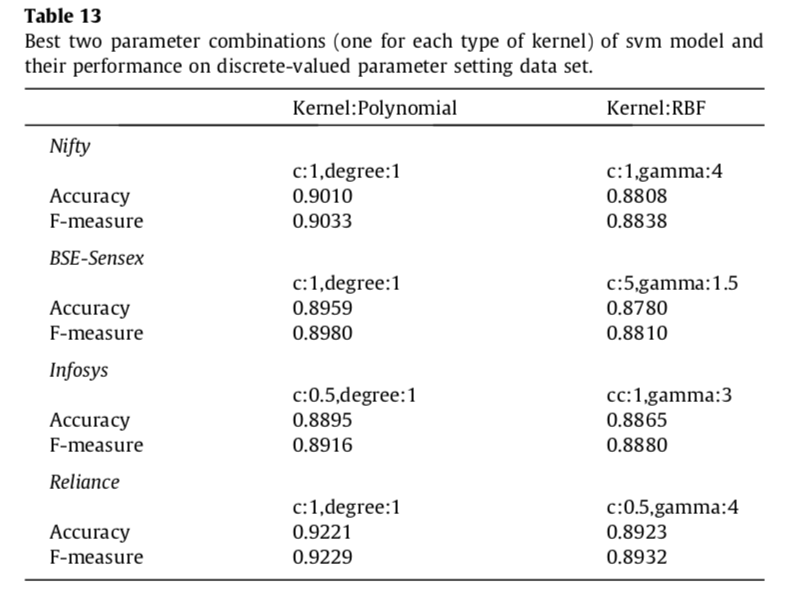 Table 13
Best two parameter combinations (one for each type of kernel) of svm model and
their performance on discrete-valued parameter setting data set.
Kernel:Polynomial Kernel:RBF
Nifty
c:1,degree:1 c:1,gamma:4
Accuracy 0.9010 0.8808
F-measure 0.9033 0.8838
BSE-Sensex
c:1,degree:1 c:5,gamma:1.5
Accuracy 0.8959 0.8780
F-measure 0.8980 0.8810
Infosys
c:0.5,degree:1 cc:1,gamma:3
Accuracy 0.8895 0.8865
F-measure 0.8916 0.8880
Reliance
c:1,degree:1 c:0.5,gamma:4
Accuracy 0.9221 0.8923
F-measure 0.9229 0.8932